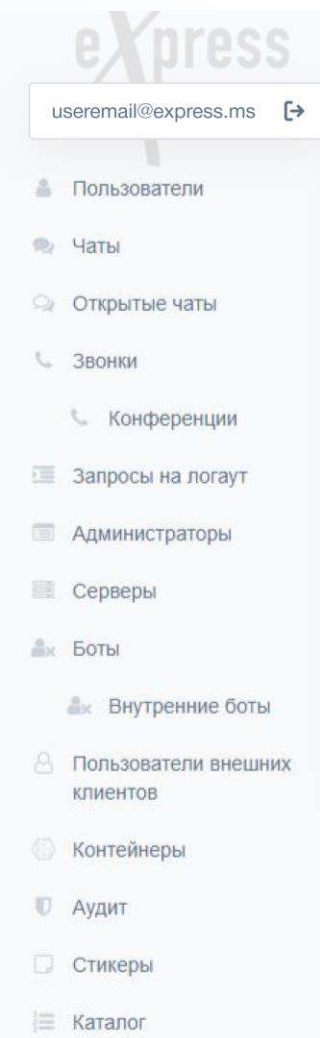 eXpress
useremail@express.ms
Пользователи
Чаты
Открытые чаты
Звонки
Конференции
Запросы на логаут
Администраторы
Серверы
Боты
Внутренние боты
Пользователи внешних
клиентов
Контейнеры
Аудит
Стикеры
Каталог